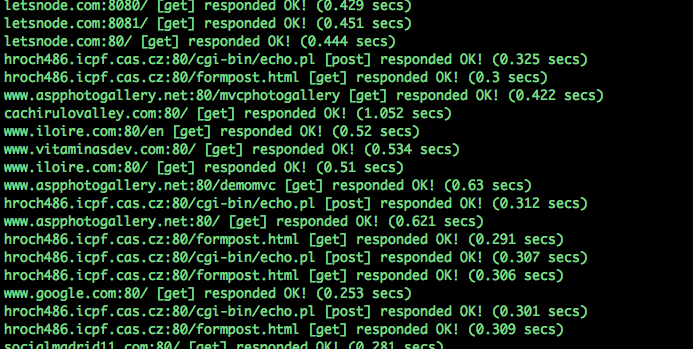 letsnode.com:8080/ [get] responded OK! (0.429 secs)
letsnode.com:8081/ [get] responded OK! (0.451 secs)
letsnode.com:80/ [get] responded OK! (0.444 secs)
hroch486.icpf.cas.cz:80/cgi-bin/echo.pl [post] responded OK! (0.325 secs)
hroch486.icpf.cas.cz:80/formpost.html [get] responded OK! (0.3 secs)
www.aspphotogallery.net:80/mvcphotogallery [get] responded OK! (0.422 secs)
cachirulovalley.com:80/ [get] responded OK! (1.052 secs)
www.iloire.com:80/en [get] responded OK! (0.52 secs)
www.vitaminasdev.com:80/ [get] responded OK! (0.534 secs)
www.iloire.com:80/ [get] responded OK! (0.51 secs)
www.aspphotogallery.net:80/demomvc [get] responded OK! (0.63 secs)
hroch486.icpf.cas.cz:80/cgi-bin/echo.pl [post] responded OK! (0.312 secs)
www.aspphotogallery.net:80/ [get] responded OK! (0.621 secs)
hroch486.icpf.cas.cz:80/formpost.html [get] responded OK! (0.291 secs)
hroch486.icpf.cas.cz:80/cgi-bin/echo.pl [post] responded OK! (0.307 secs)
hroch486.icpf.cas.cz:80/formpost.html [get] responded OK! (0.306 secs)
www.google.com:80/ [get] responded OK! (0.253 secs)
hroch486.icpf.cas.cz:80/cgi-bin/echo.pl [post] responded OK! (0.301 secs)
hroch486.icpf.cas.cz:80/formpost.html [get] responded OK! (0.309 secs)
socialmadrid11.com:80/ [get] responded OK! (0.281 secs)